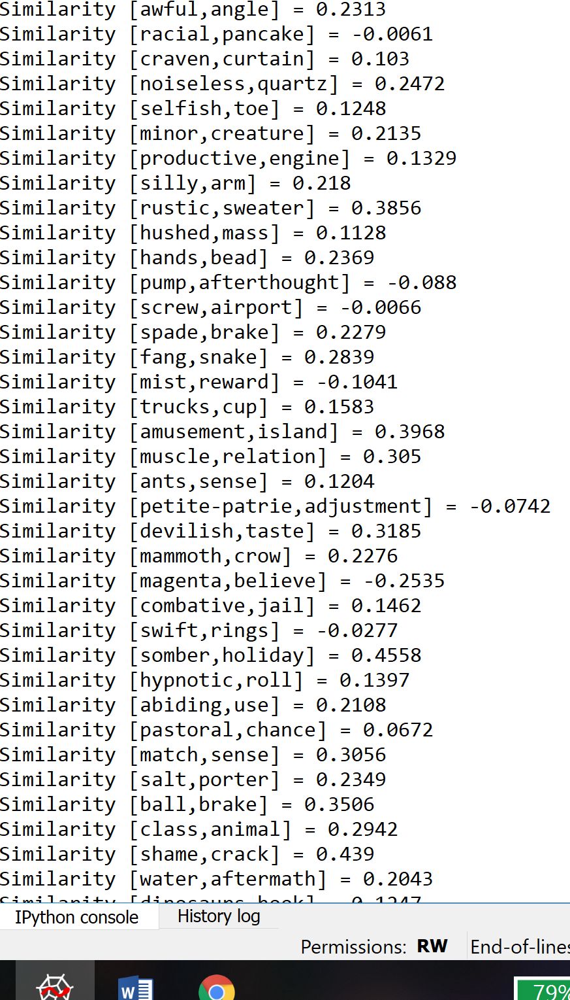 Similarity [awful,angle] = 0.2313
Similarity [racial,pancake] = -0.0061
Similarity [craven,curtain] = 0.103
Similarity [noiseless,quartz] = 0.2472
Similarity [selfish,toe] = 0.1248
Similarity [minor,creature] = 0.2135
Similarity [productive,engine] = 0.1329
Similarity [silly,arm] = 0.218
Similarity [rustic,sweater] = 0.3856
Similarity [hushed,mass] = 0.1128
Similarity [hands,bead] = 0.2369
Similarity [pump,afterthought] = -0.088
Similarity [screw,airport] = -0.0066
Similarity [spade,brake] = 0.2279
Similarity [fang,snake] = 0.2839
Similarity [mist,reward] = -0.1041
Similarity [trucks,cup] = 0.1583
Similarity [amusement,island] = 0.3968
Similarity [muscle,relation] = 0.305
Similarity [ants,sense] = 0.1204
Similarity [petite-patrie,adjustment] = -0.0742
Similarity [devilish,taste] = 0.3185
Similarity [mammoth,crow] = 0.2276
Similarity [magenta,believe] = -0.2535
Similarity [combative,jail] = 0.1462
Similarity [swift,rings] = -0.0277
Similarity [somber,holiday] = 0.4558
Similarity [hypnotic,roll] = 0.1397
Similarity [abiding,use] = 0.2108
Similarity [pastoral,chance] = 0.0672
Similarity [match,sense] = 0.3056
Similarity [salt,porter] = 0.2349
Similarity [ball,brake] = 0.3506
Similarity [class,animal] = 0.2942
Similarity [shame,crack] = 0.439
Similarity [water,aftermath] = 0.2043
Similarity
IPython console History log
Permissions: RW End-of-lines
W 79%